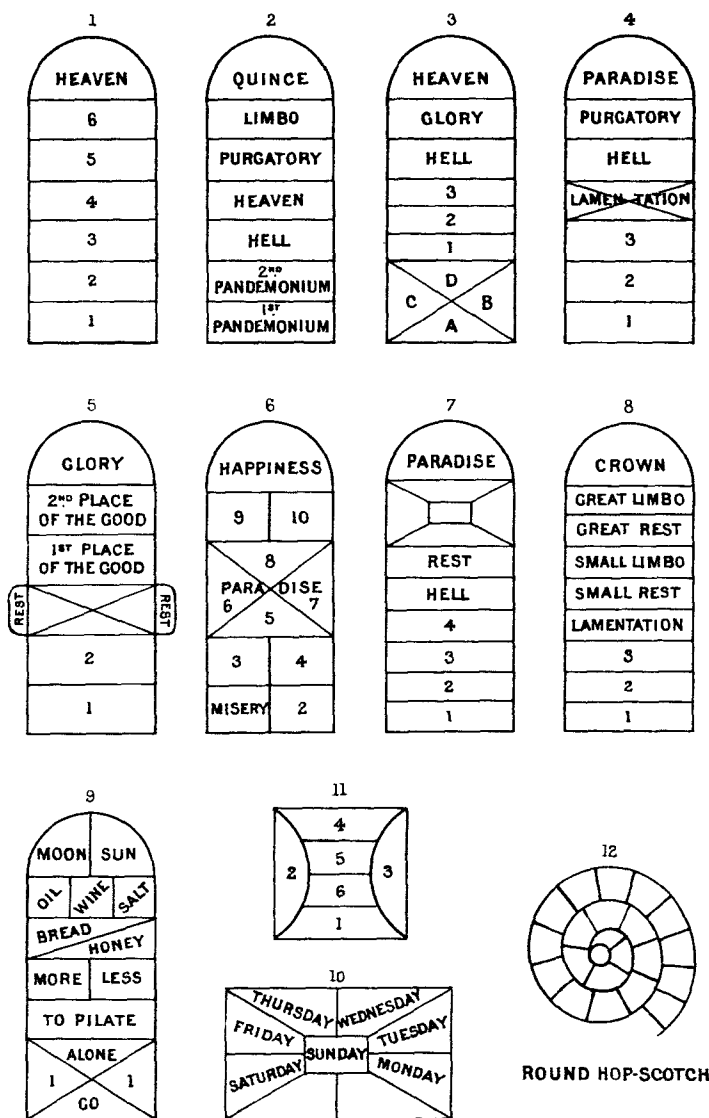 1
HEAVEN
6
5
4
3
2
1
2
QUINCE
LIMBO
PURGATORY
HEAVEN
HELL
2ND
PANDEMONIUM
1ST
PANDEMONIUM
3
HEAVEN
GLORY
HELL
3
2
1
D
C B
A
4
PARADISE
PURGATORY
HELL
LAMENTATION
3
2
1
5
GLORY
2ND PLACE
OF THE GOOD
1ST PLACE
OF THE GOOD
REST REST
2
1
6
HAPPINESS
9 10
8
PARADISE
6 7
5
3 4
MISERY 2
7
PARADISE
REST
HELL
4
3
2
1
8
CROWN
GREAT LIMBO
GREAT REST
SMALL LIMBO
SMALL REST
LAMENTATION
3
2
1
9
MOON SUN
OIL WINE SALT
BREAD
HONEY
MORE LESS
TO PILATE
ALONE
1 1
GO
11
4
2 5 3
6
1
10
THURSDAY WEDNESDAY
FRIDAY TUESDAY
SUNDAY
SATURDAY MONDAY
12
ROUND HOP-SCOTCH